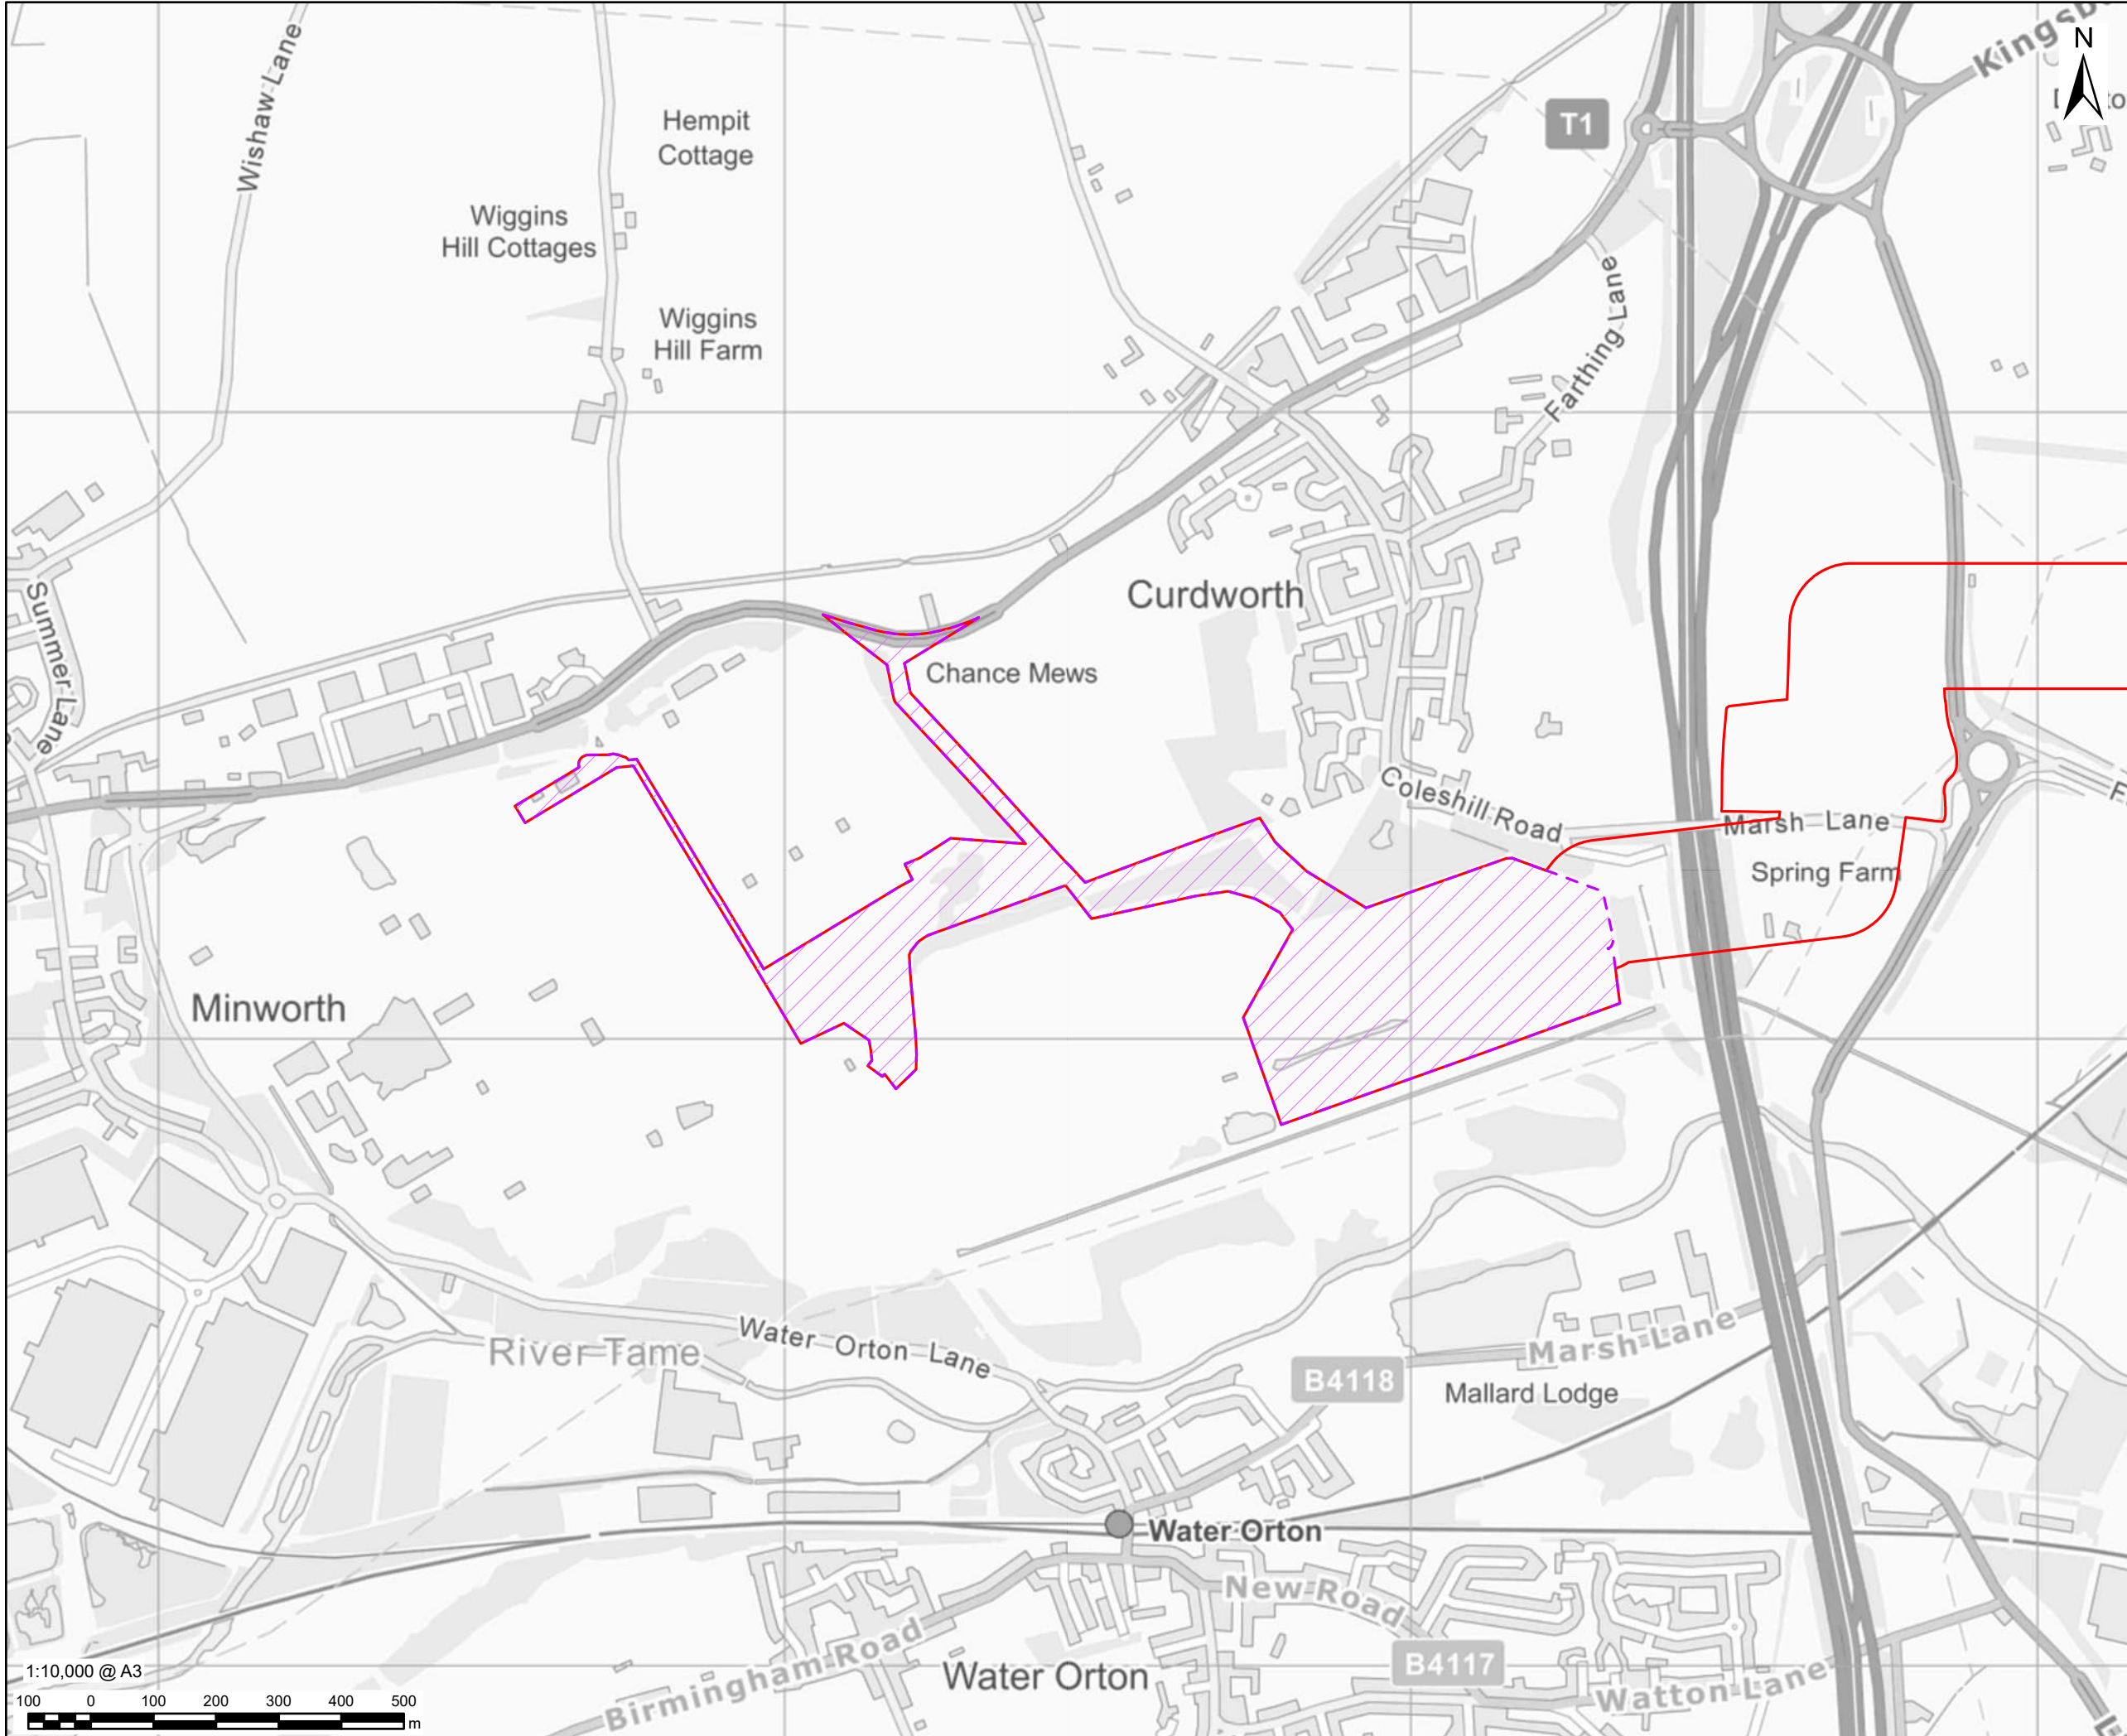 Kingsb
N
Wishaw Lane
Hempit
Cottage
T1
Wiggins
Hill Cottages
Wiggins
Hill Farm
Farthing Lane
Summer Lane
Curdworth
Chance Mews
Coleshill Road
Marsh Lane
Spring Farm
Minworth
River Tame
Water Orton Lane
Marsh Lane
B4118
Mallard Lodge
Water Orton
New Road
Birmingham Road
Water Orton
B4117
Watton Lane
1:10,000 @ A3
100 0 100 200 300 400 500
m